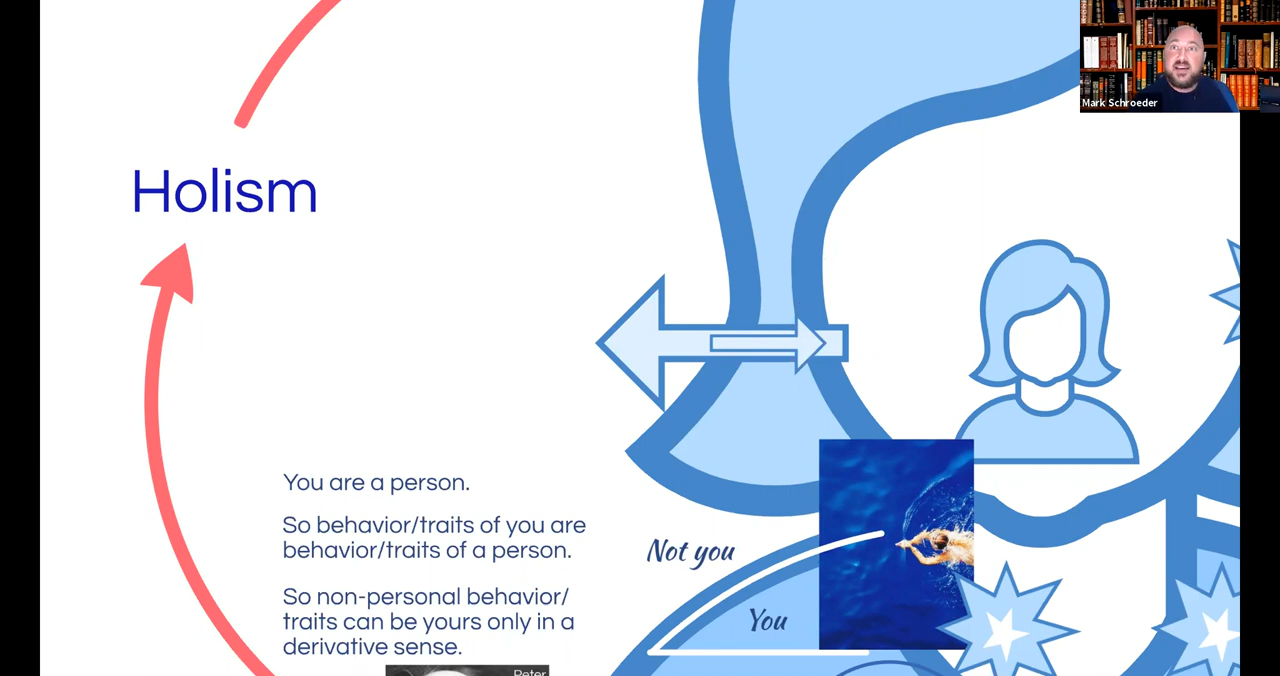 Mark Schroeder
Holism
You are a person.
So behavior/traits of you are
behavior/traits of a person.
So non-personal behavior/
traits can be yours only in a
derivative sense.
Not you
You
Peter